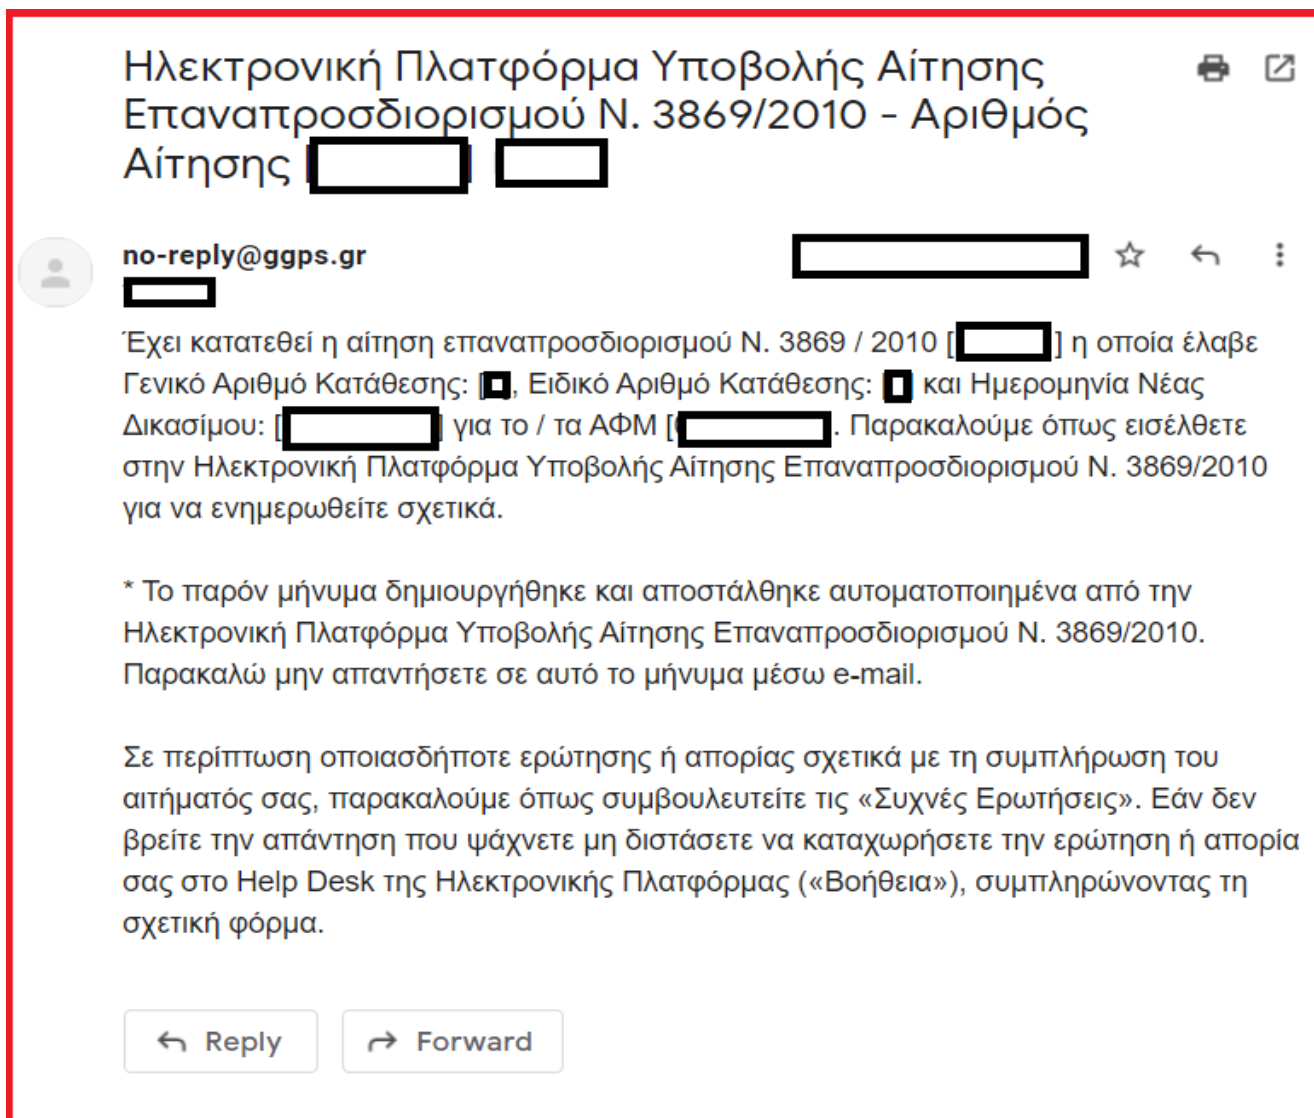 Ηλεκτρονική Πλατφόρμα Υποβολής Αίτησης
Επαναπροσδιορισμού Ν. 3869/2010 - Αριθμός
Αίτησης [ ]
no-reply@ggps.gr
Έχει κατατεθεί η αίτηση επαναπροσδιορισμού Ν. 3869 / 2010 [ ] η οποία έλαβε
Γενικό Αριθμό Κατάθεσης: [ , Ειδικό Αριθμό Κατάθεσης: [ ] και Ημερομηνία Νέας
Δικασίμου: [ ] για το / τα ΑΦΜ [ . Παρακαλούμε όπως εισέλθετε
στην Ηλεκτρονική Πλατφόρμα Υποβολής Αίτησης Επαναπροσδιορισμού Ν. 3869/2010
για να ενημερωθείτε σχετικά.
* Το παρόν μήνυμα δημιουργήθηκε και αποστάλθηκε αυτοματοποιημένα από την
Ηλεκτρονική Πλατφόρμα Υποβολής Αίτησης Επαναπροσδιορισμού Ν. 3869/2010.
Παρακαλώ μην απαντήσετε σε αυτό το μήνυμα μέσω e-mail.
Σε περίπτωση οποιασδήποτε ερώτησης ή απορίας σχετικά με τη συμπλήρωση του
αιτήματός σας, παρακαλούμε όπως συμβουλευτείτε τις «Συχνές Ερωτήσεις». Εάν δεν
βρείτε την απάντηση που ψάχνετε μη διστάσετε να καταχωρήσετε την ερώτηση ή απορία
σας στο Help Desk της Ηλεκτρονικής Πλατφόρμας («Βοήθεια»), συμπληρώνοντας τη
σχετική φόρμα.
Reply
Forward